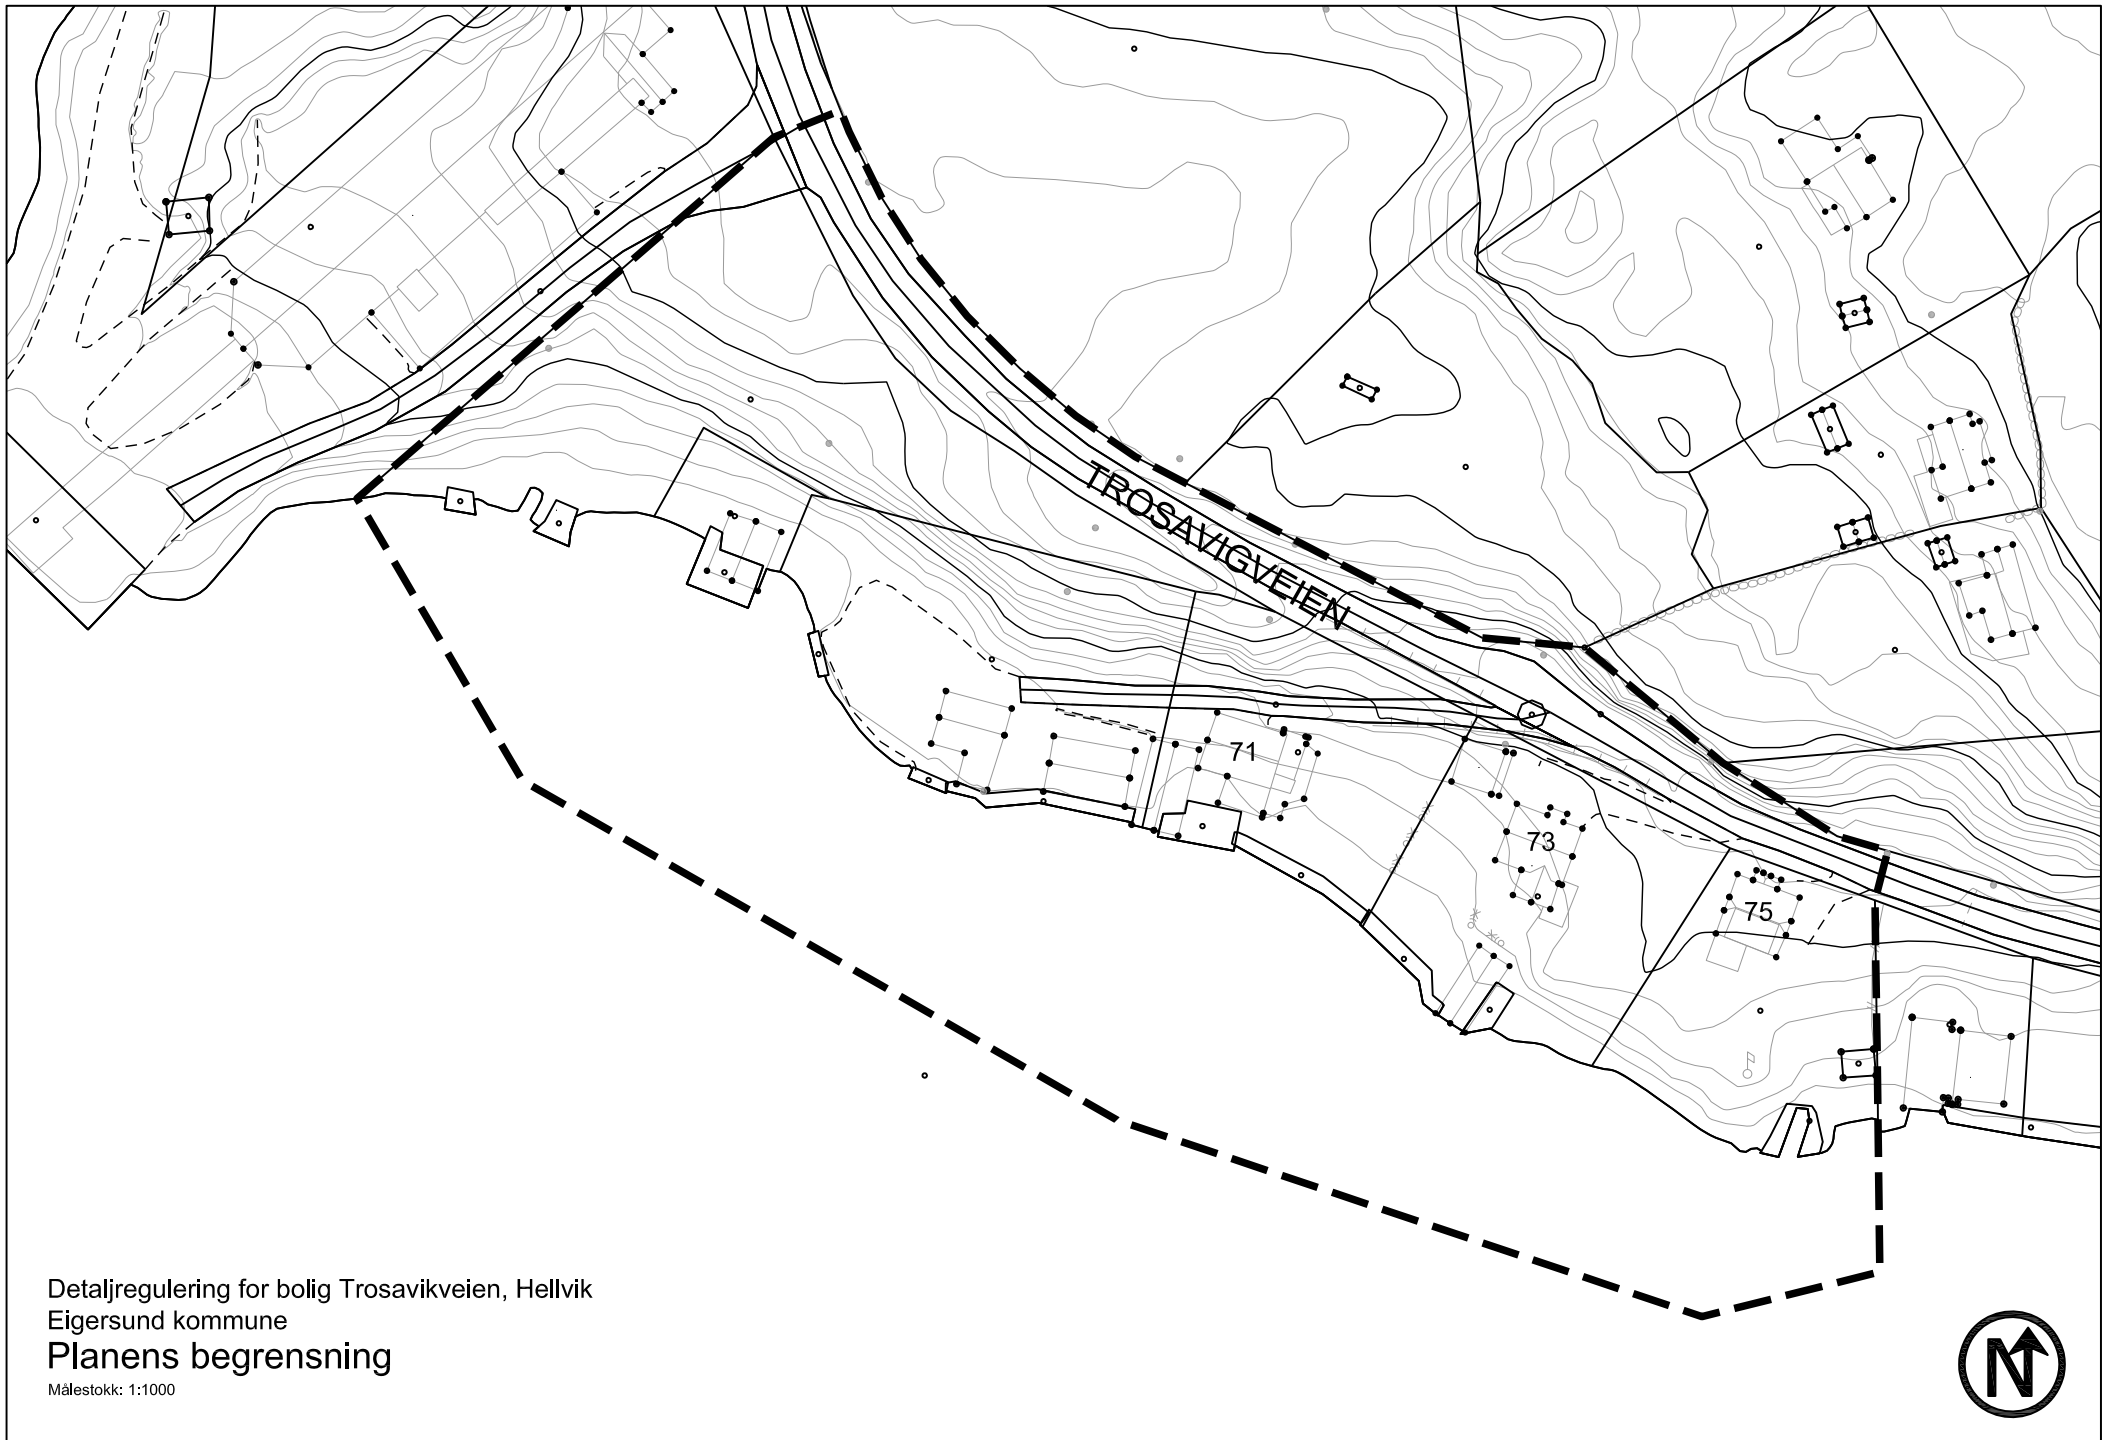 TROSAVIGVEIEN
71
73
75
Detaljregulering for bolig Trosavikveien, Hellvik
Eigersund kommune
Planens begrensning
Målestokk: 1:1000
N